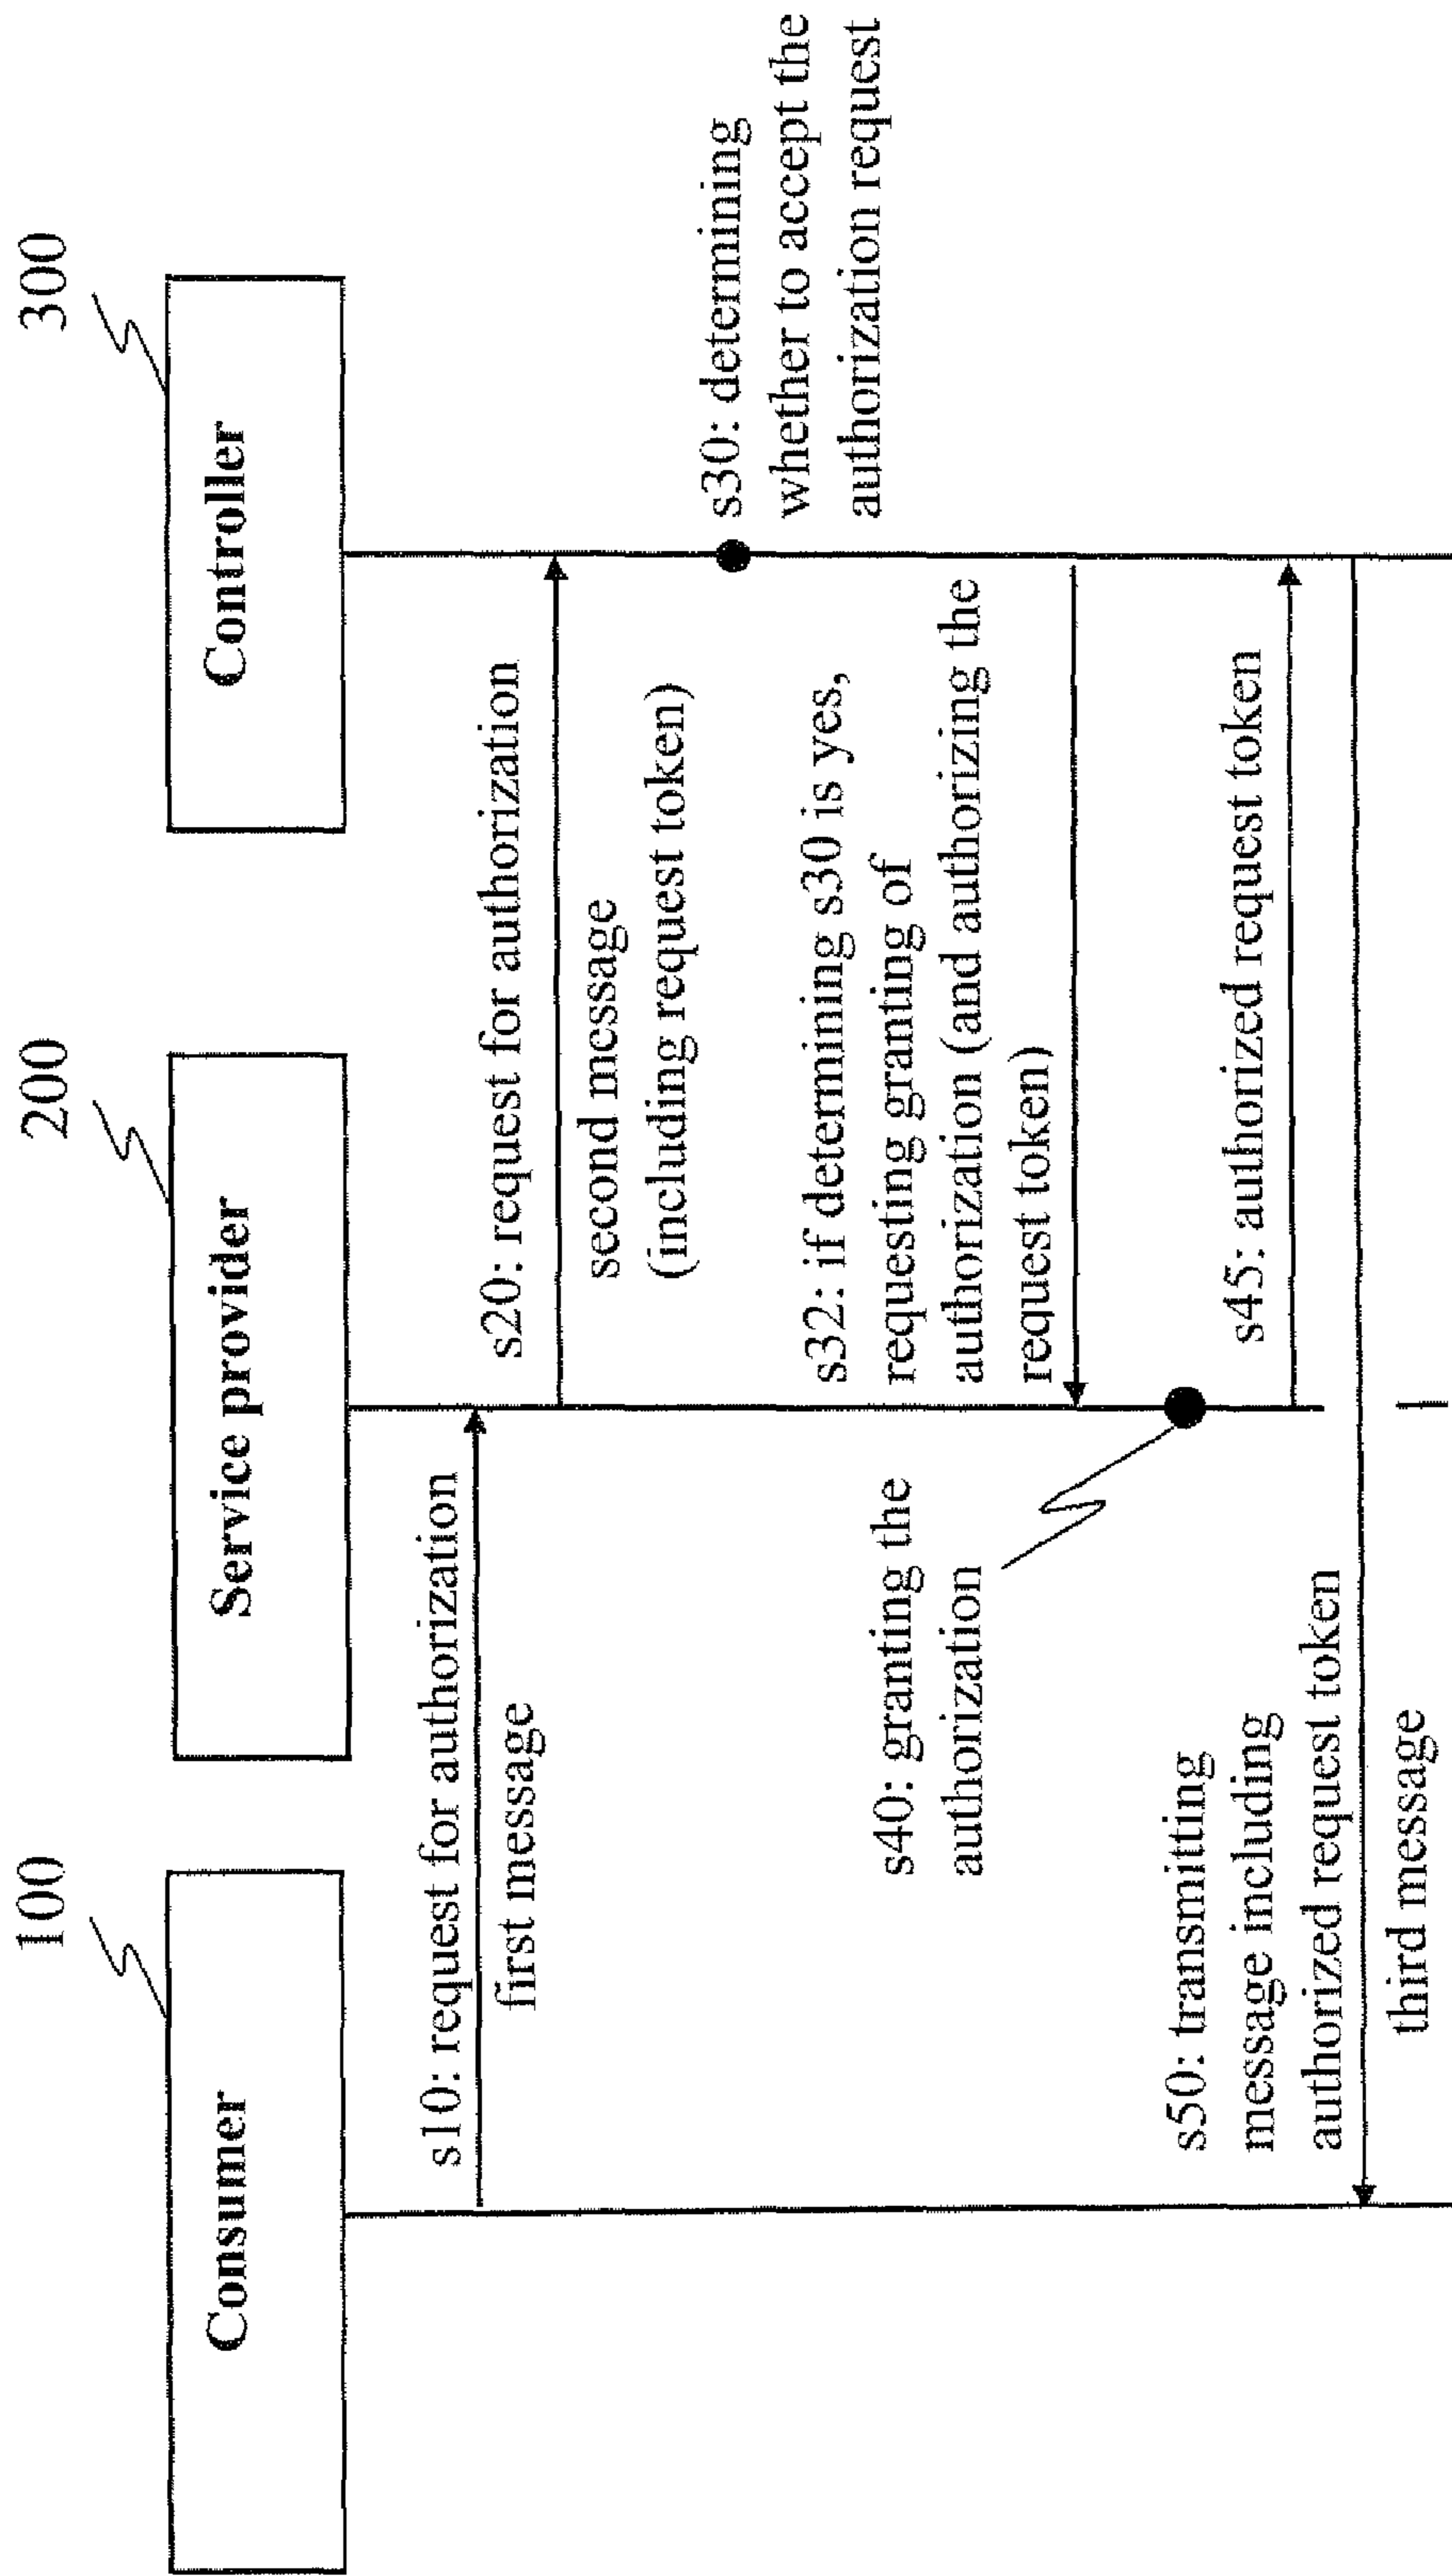 100
200
300
Consumer
Service provider
Controller
s10: request for authorization
first message
s20: request for authorization
second message
(including request token)
s30: determining
whether to accept the
authorization request
s32: if determining s30 is yes,
requesting granting of
authorization (and authorizing the
request token)
s40: granting the
authorization
s45: authorized request token
s50: transmitting
message including
authorized request token
third message